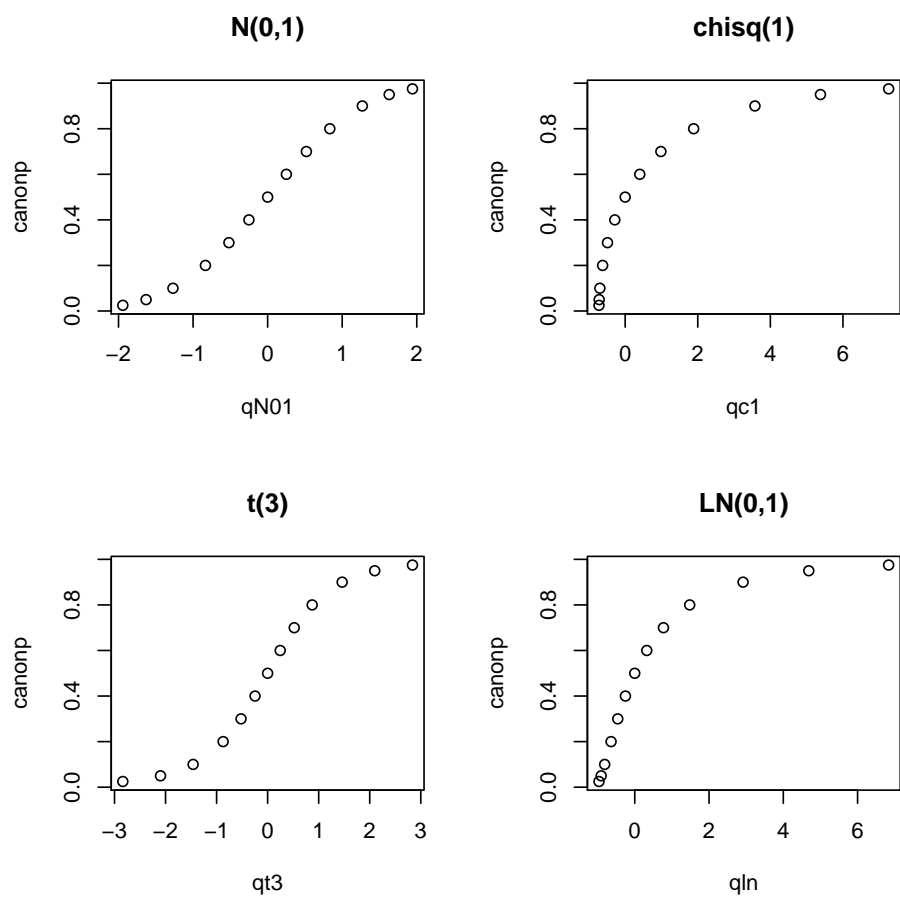 N(0,1)
canonp
0.0 0.4 0.8
−2 −1 0 1 2
qN01
chisq(1)
canonp
0.0 0.4 0.8
0 2 4 6
qc1
t(3)
canonp
0.0 0.4 0.8
−3 −2 −1 0 1 2 3
qt3
LN(0,1)
canonp
0.0 0.4 0.8
0 2 4 6
qln